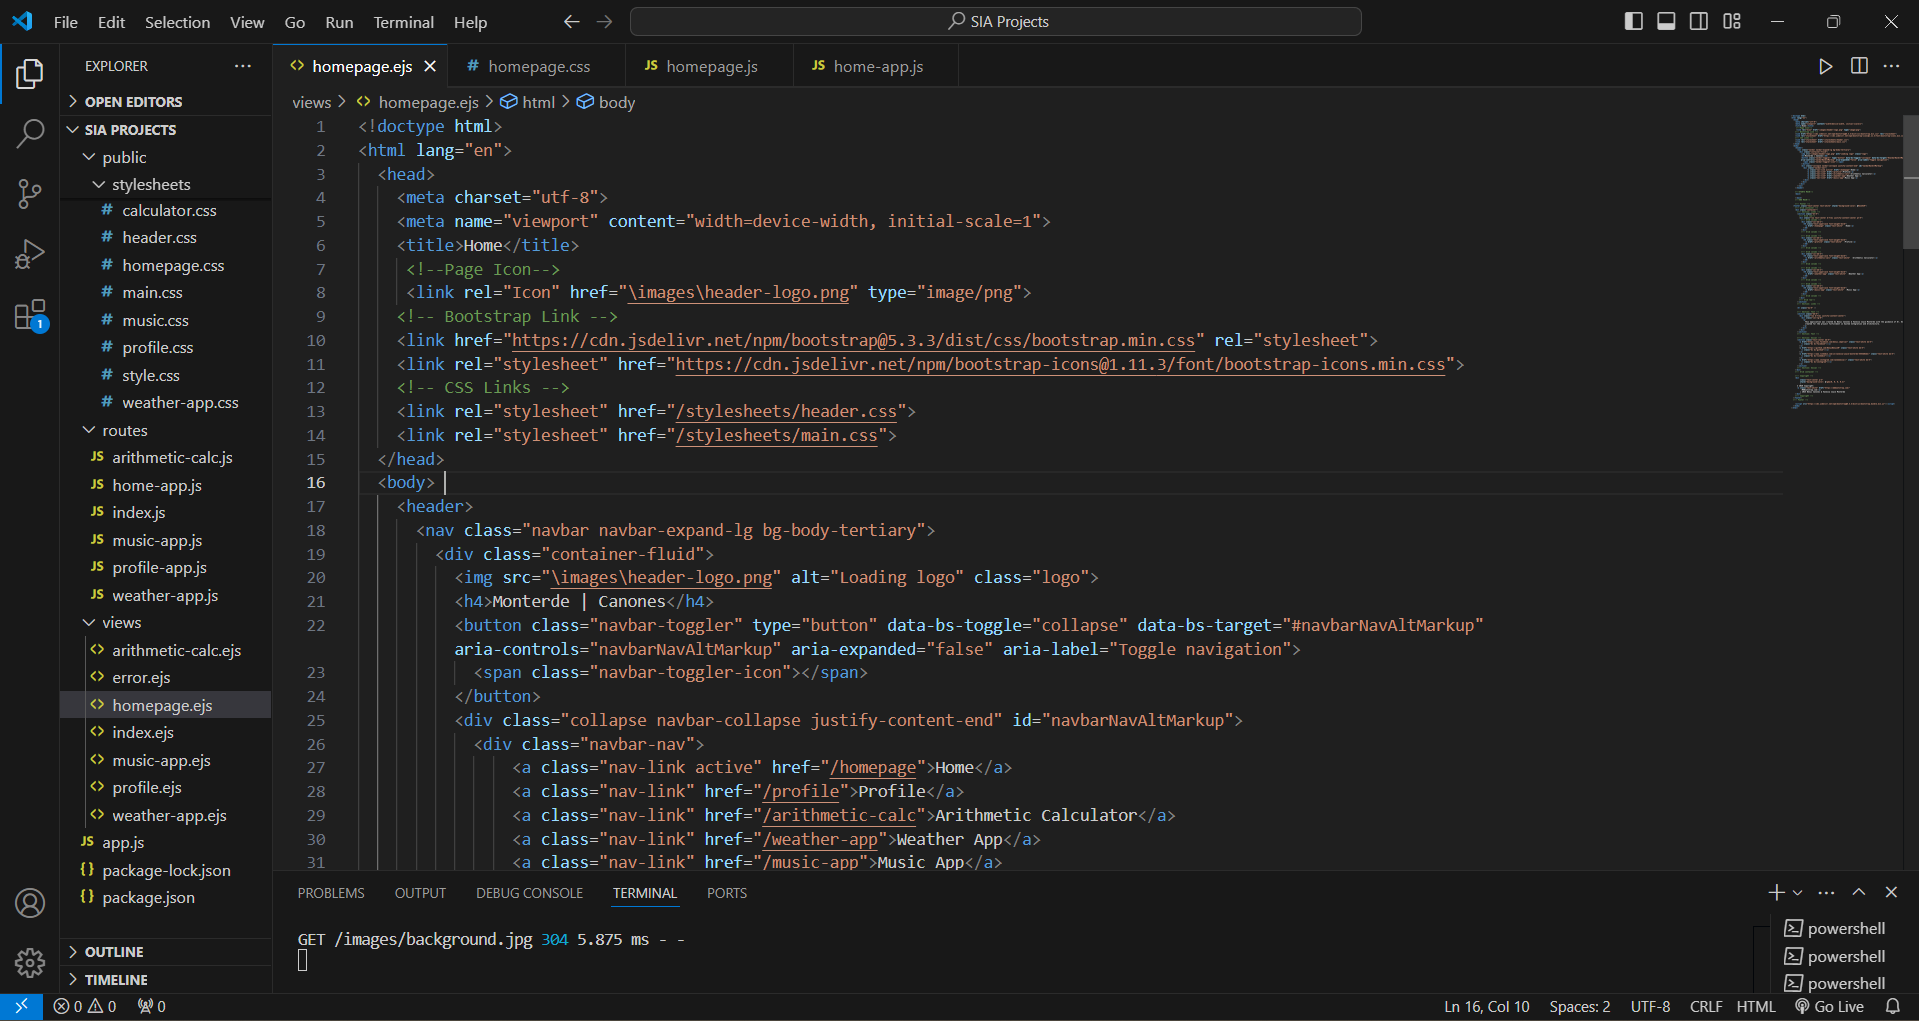 File Edit Selection View Go Run Terminal Help
SIA Projects
EXPLORER
OPEN EDITORS
SIA PROJECTS
public
stylesheets
# calculator.css
# header.css
# homepage.css
# main.css
# music.css
# profile.css
# style.css
# weather-app.css
routes
JS arithmetic-calc.js
JS home-app.js
JS index.js
JS music-app.js
JS profile-app.js
JS weather-app.js
views
<> arithmetic-calc.ejs
<> error.ejs
<> homepage.ejs
<> index.ejs
<> music-app.ejs
<> profile.ejs
<> weather-app.ejs
JS app.js
{} package-lock.json
{} package.json
OUTLINE
TIMELINE
1
<> homepage.ejs # homepage.css JS homepage.js JS home-app.js
views > <> homepage.ejs > html > body
1 <!doctype html>
2 <html lang="en">
3 <head>
4 <meta charset="utf-8">
5 <meta name="viewport" content="width=device-width, initial-scale=1">
6 <title>Home</title>
7 <!--Page Icon-->
8 <link rel="Icon" href="\images\header-logo.png" type="image/png">
9 <!-- Bootstrap Link -->
10 <link href="https://cdn.jsdelivr.net/npm/bootstrap@5.3.3/dist/css/bootstrap.min.css" rel="stylesheet">
11 <link rel="stylesheet" href="https://cdn.jsdelivr.net/npm/bootstrap-icons@1.11.3/font/bootstrap-icons.min.css">
12 <!-- CSS Links -->
13 <link rel="stylesheet" href="/stylesheets/header.css">
14 <link rel="stylesheet" href="/stylesheets/main.css">
15 </head>
16 <body>
17 <header>
18 <nav class="navbar navbar-expand-lg bg-body-tertiary">
19 <div class="container-fluid">
20 <img src="\images\header-logo.png" alt="Loading logo" class="logo">
21 <h4>Monterde | Canones</h4>
22 <button class="navbar-toggler" type="button" data-bs-toggle="collapse" data-bs-target="#navbarNavAltMarkup"
aria-controls="navbarNavAltMarkup" aria-expanded="false" aria-label="Toggle navigation">
23 <span class="navbar-toggler-icon"></span>
24 </button>
25 <div class="collapse navbar-collapse justify-content-end" id="navbarNavAltMarkup">
26 <div class="navbar-nav">
27 <a class="nav-link active" href="/homepage">Home</a>
28 <a class="nav-link" href="/profile">Profile</a>
29 <a class="nav-link" href="/arithmetic-calc">Arithmetic Calculator</a>
30 <a class="nav-link" href="/weather-app">Weather App</a>
31 <a class="nav-link" href="/music-app">Music App</a>
PROBLEMS OUTPUT DEBUG CONSOLE TERMINAL PORTS
GET /images/background.jpg 304 5.875 ms - -
powershell
powershell
powershell
0 0 0
Ln 16, Col 10 Spaces: 2 UTF-8 CRLF HTML Go Live